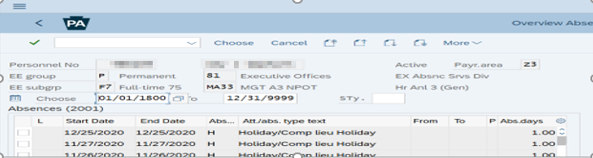 PA Overview Abse
Choose Cancel More
Personnel No Active Payr.area Z3
EE group P Permanent 81 Executive Offices EX Absnc Srvs Div
EE subgrp F7 Full-time 75 MA33 MGT A3 NPOT Hr Anl 3 (Gen)
Choose 01/01/1800 o 12/31/9999 STy.
Absences (2001)
L Start Date End Date Abs... Att./abs. type text From To P Abs.days
12/25/2020 12/25/2020 H Holiday/Comp lieu Holiday 1.00
11/27/2020 11/27/2020 H Holiday/Comp lieu Holiday 1.00
11/26/2020 11/26/2020 H Holiday/Comp lieu Holiday 1.00